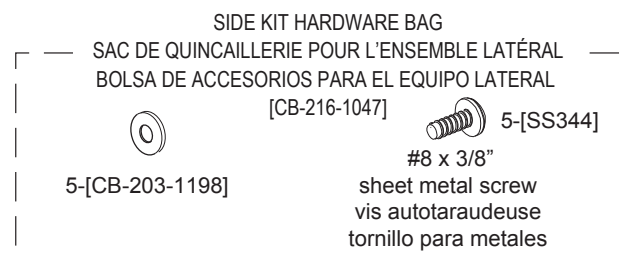 SIDE KIT HARDWARE BAG
SAC DE QUINCAILLERIE POUR L’ENSEMBLE LATÉRAL
BOLSA DE ACCESORIOS PARA EL EQUIPO LATERAL
[CB-216-1047]
5-[SS344]
5-[CB-203-1198]
#8 x 3/8”
sheet metal screw
vis autotaraudeuse
tornillo para metales